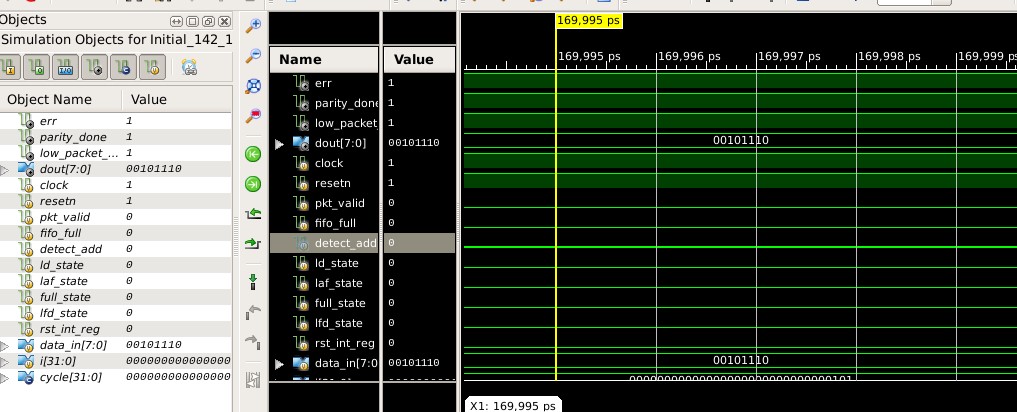 Objects
Simulation Objects for Initial_142_1
Object Name Value
err 1
parity_done 1
low_packet_... 1
dout[7:0] 00101110
clock 1
resetn 1
pkt_valid 0
fifo_full 0
detect_add 0
ld_state 0
laf_state 0
full_state 0
lfd_state 0
rst_int_reg 0
data_in[7:0] 00101110
i[31:0] 0000000000000000
cycle[31:0] 0000000000000000
Name Value
err 1
parity_done 1
low_packet 1
dout[7:0] 00101110
clock 1
resetn 1
pkt_valid 0
fifo_full 0
detect_add 0
ld_state 0
laf_state 0
full_state 0
lfd_state 0
rst_int_reg 0
data_in[7:0 00101110
169,995 ps
169,995 ps 169,996 ps 169,997 ps 169,998 ps 169,999 ps
00101110
00101110
X1: 169,995 ps